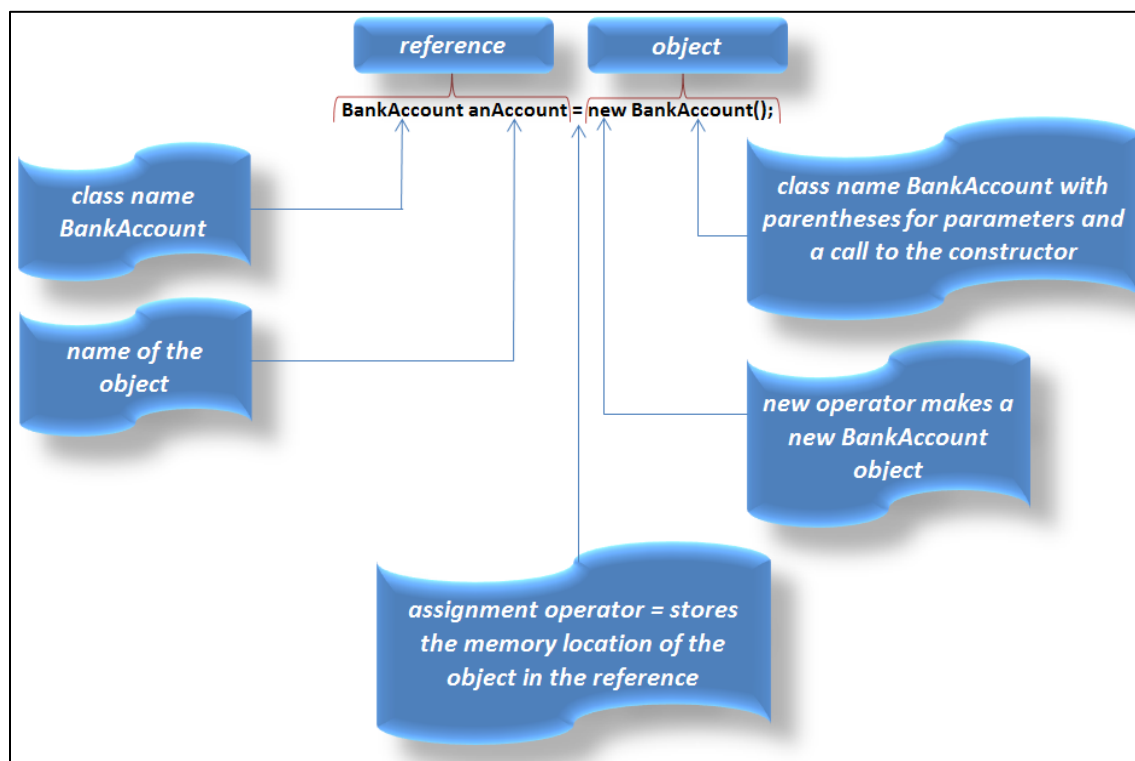 reference
object
BankAccount anAccount = new BankAccount();
class name
BankAccount
name of the
object
class name BankAccount with
parentheses for parameters and
a call to the constructor
new operator makes a
new BankAccount
object
assignment operator = stores
the memory location of the
object in the reference